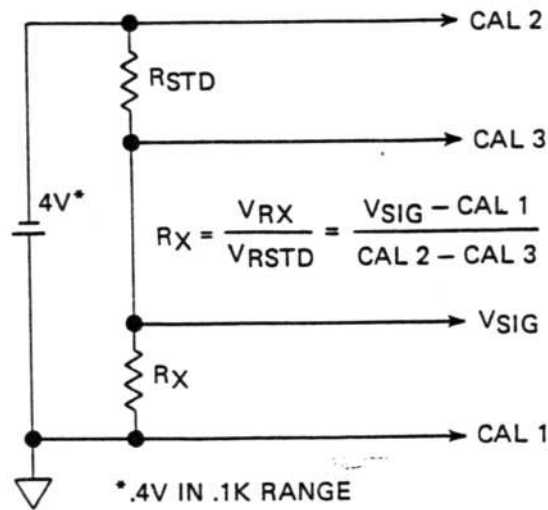 CAL 2
RSTD
CAL 3
4V*
RX = VRX / VRSTD = VSIG – CAL 1 / CAL 2 – CAL 3
VSIG
RX
CAL 1
*.4V IN .1K RANGE